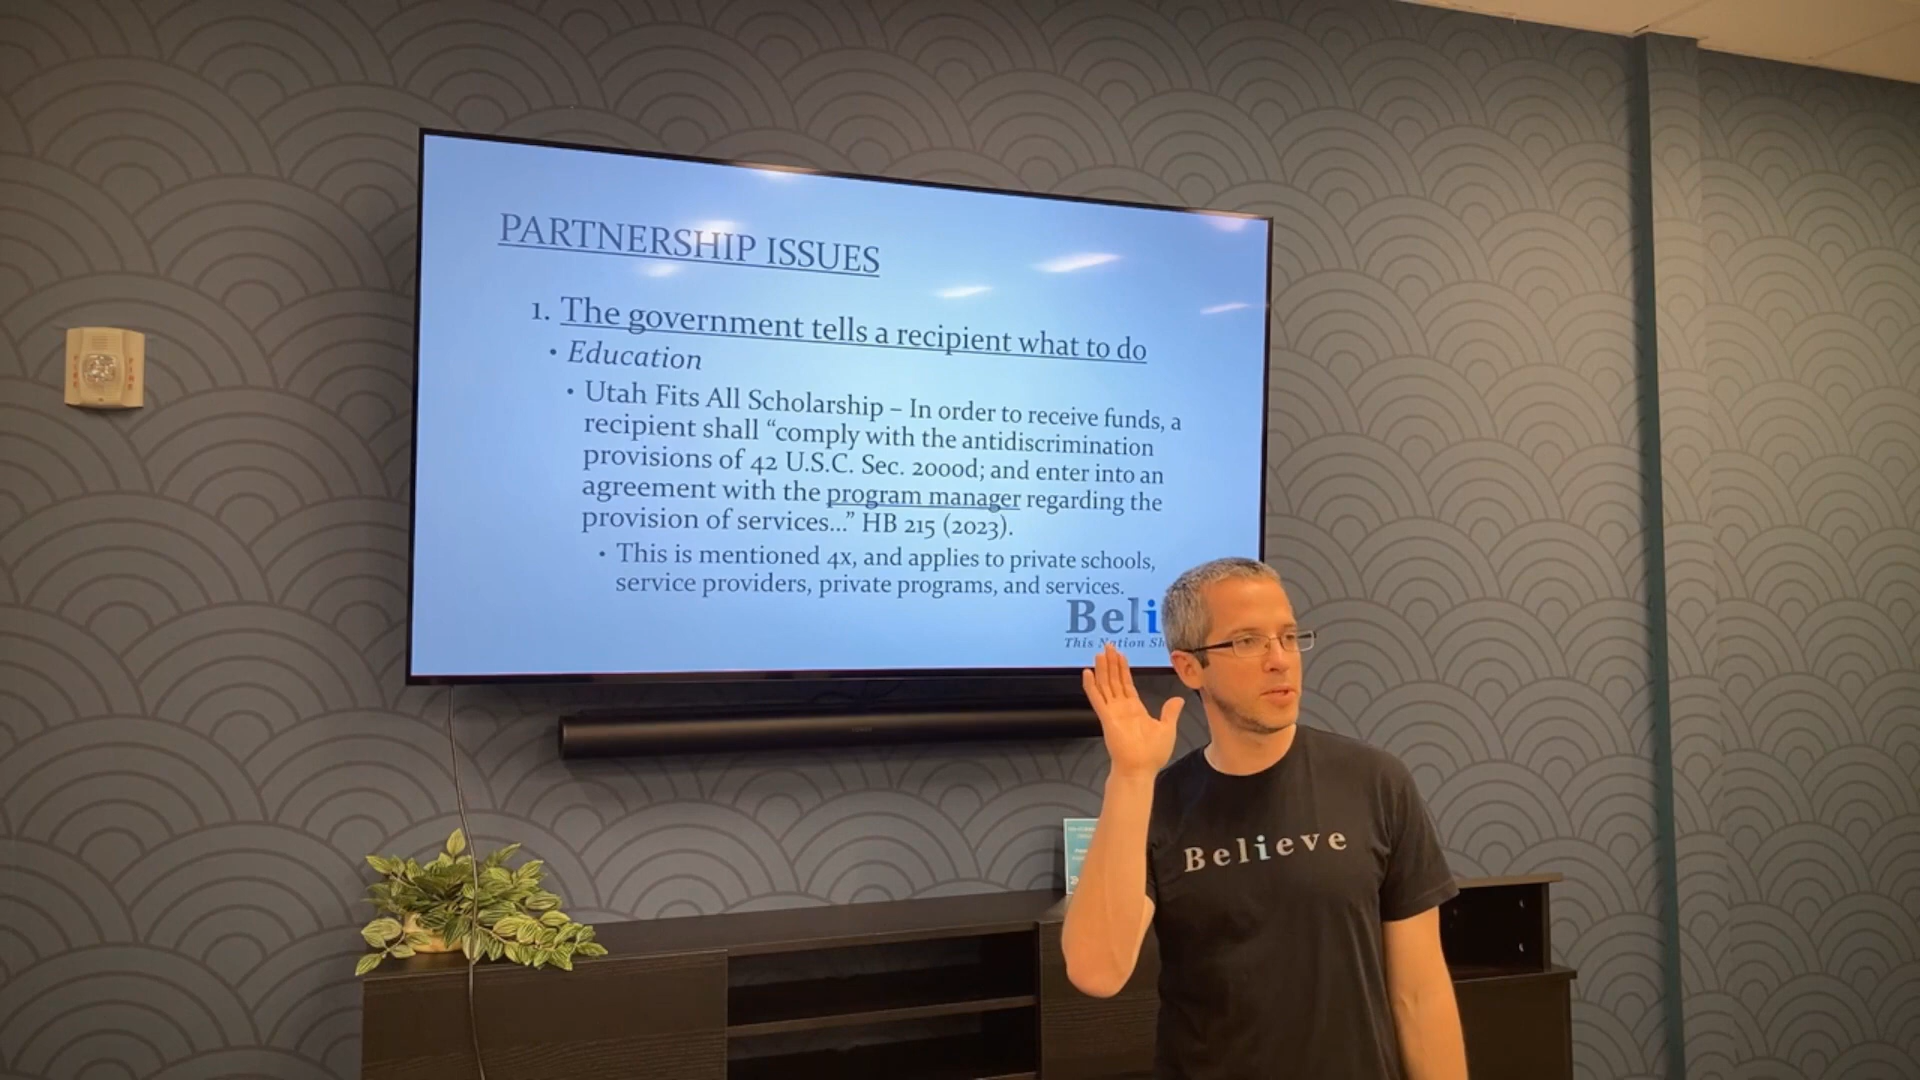 PARTNERSHIP ISSUES
1. The government tells a recipient what to do
• Education
• Utah Fits All Scholarship – In order to receive funds, a
recipient shall “comply with the antidiscrimination
provisions of 42 U.S.C. Sec. 2000d; and enter into an
agreement with the program manager regarding the
provision of services...” HB 215 (2023).
• This is mentioned 4x, and applies to private schools,
service providers, private programs, and services.
Beli
This Nation Sh
Believe
FIRE
FIRE